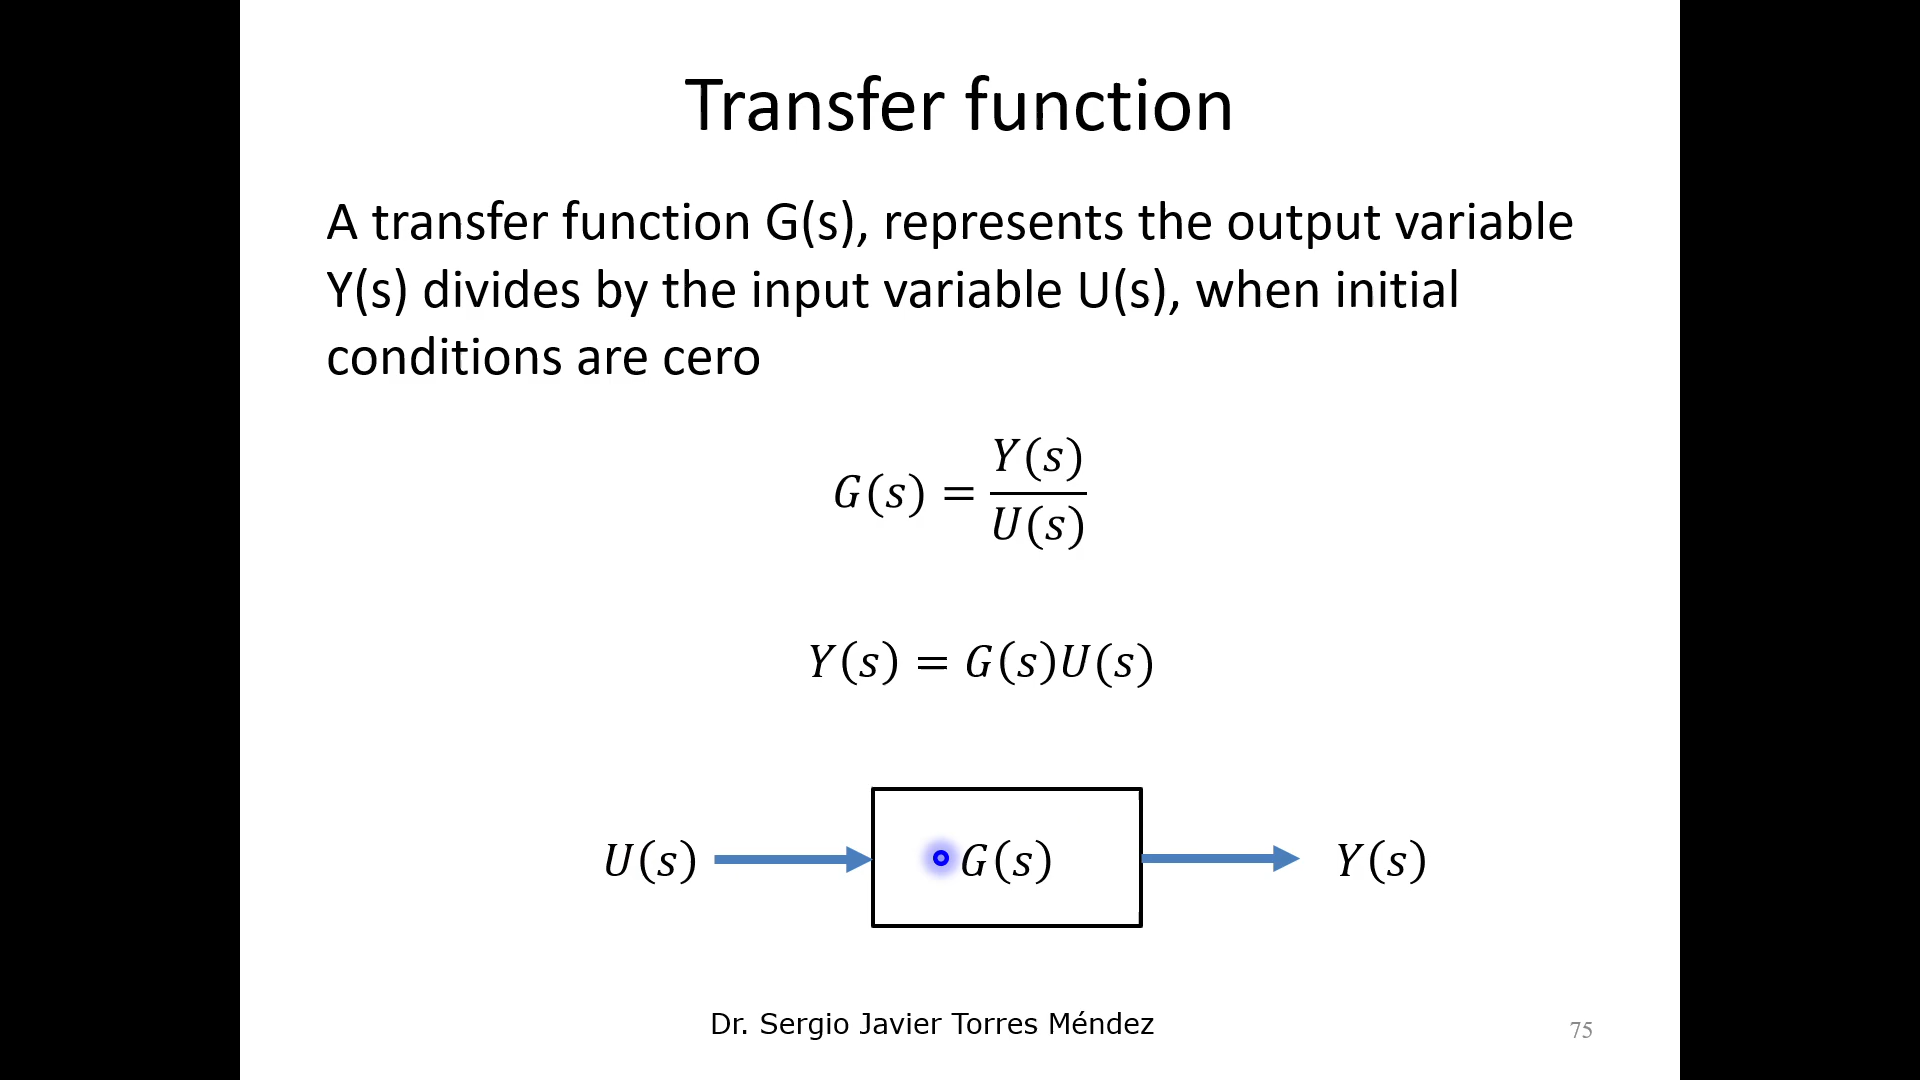 Transfer function
A transfer function G(s), represents the output variable
Y(s) divides by the input variable U(s), when initial
conditions are cero
G(s) = Y(s) / U(s)
Y(s) = G(s)U(s)
U(s) G(s) Y(s)
Dr. Sergio Javier Torres Méndez 75